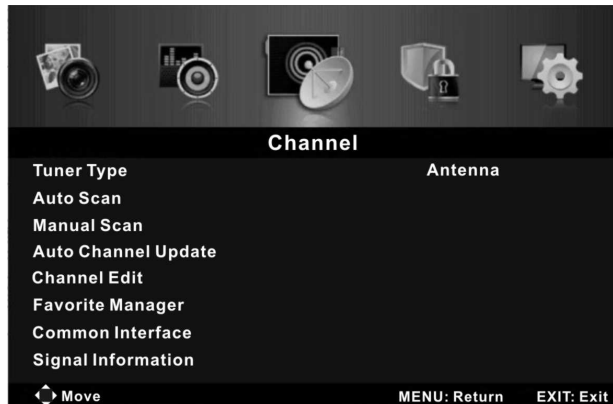 Channel
Tuner Type Antenna
Auto Scan
Manual Scan
Auto Channel Update
Channel Edit
Favorite Manager
Common Interface
Signal Information
Move MENU: Return EXIT: Exit